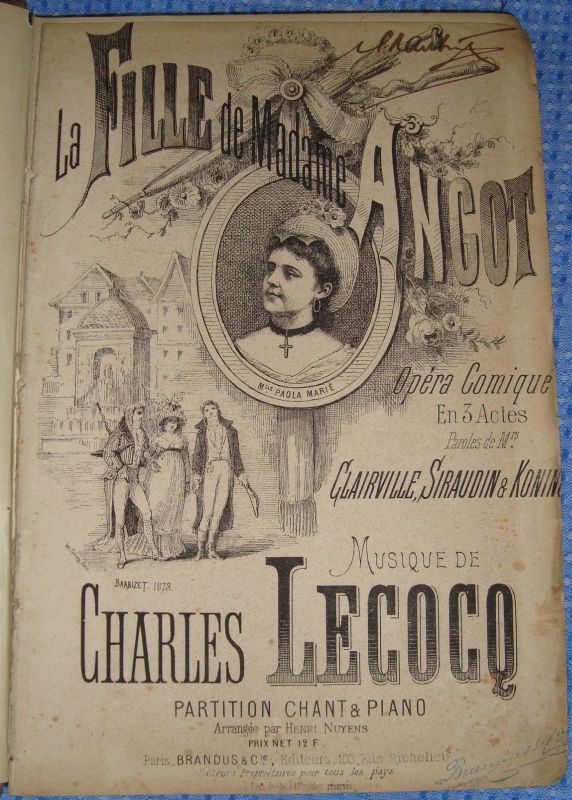 La FILLE de Madame ANGOT
Mlle PAOLA MARIÉ
Opéra Comique
En 3 Actes
Paroles de Mrs
CLAIRVILLE, SIRAUDIN & KONING
BARBIZET. 1873.
MUSIQUE DE
CHARLES LECOCQ
PARTITION CHANT & PIANO
Arrangée par HENRI NUYENS
PRIX NET 12 F.
Paris, BRANDUS & Cie, Editeurs, 103, rue Richelieu
Editeurs Propriétaires pour tous les pays